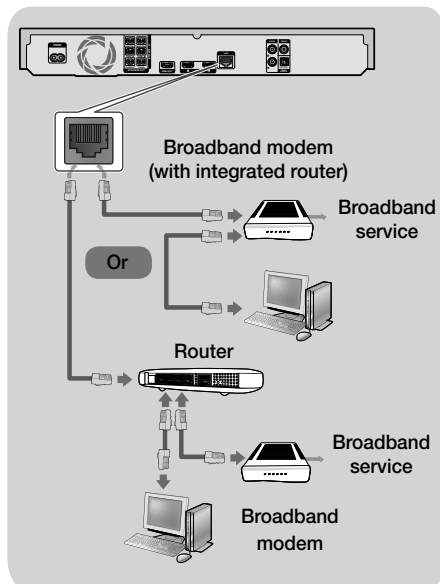 Broadband modem
(with integrated router)
Broadband
service
Or
Router
Broadband
service
Broadband
modem